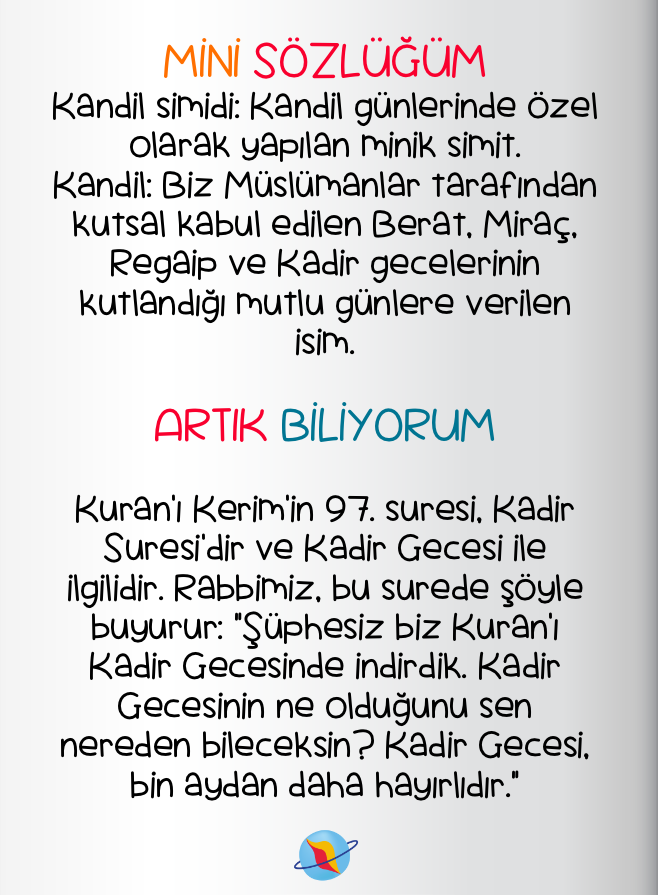 MİNİ SÖZLÜĞÜM
Kandil simidi: Kandil günlerinde özel
olarak yapılan minik simit.
Kandil: Biz Müslümanlar tarafından
kutsal kabul edilen Berat, Miraç,
Regaip ve Kadir gecelerinin
kutlandığı mutlu günlere verilen
isim.
ARTIK BİLİYORUM
Kuran'ı Kerim'in 97. suresi, Kadir
Suresi'dir ve Kadir Gecesi ile
ilgilidir. Rabbimiz, bu surede şöyle
buyurur: "Şüphesiz biz Kuran'ı
Kadir Gecesinde indirdik. Kadir
Gecesinin ne olduğunu sen
nereden bileceksin? Kadir Gecesi,
bin aydan daha hayırlıdır."